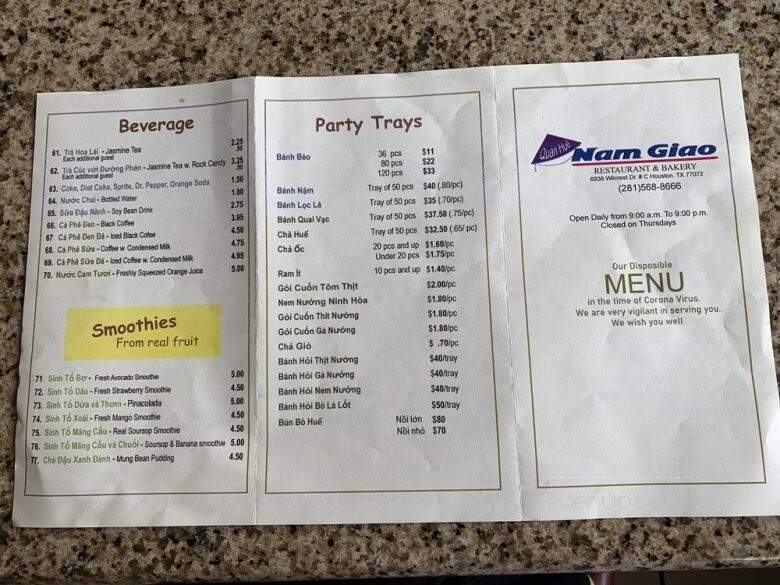 Beverage
61. Trà Hoa Lài - Jasmine Tea 2.25
Each additional guest .50
62. Trà Cúc với Đường Phèn - Jasmine Tea w. Rock Candy 3.25
Each additional guest .50
63. Coke, Diet Coke, Sprite, Dr. Pepper, Orange Soda 1.50
64. Nước Chai - Bottled Water 1.00
65. Sữa Đậu Nành - Soy Bean Drink 2.75
66. Cà Phê Đen - Black Coffee 3.95
67. Cà Phê Đen Đá - Iced Black Cofee 4.50
68. Cà Phê Sữa - Coffee w. Condensed Milk 4.75
69. Cà Phê Sữa Đá - Iced Coffee w. Condensed Milk 4.95
70. Nước Cam Tươi - Freshly Squeezed Orange Juice 5.00
Smoothies
From real fruit
71 Sinh Tố Bơ - Fresh Avocado Smoothie 5.00
72. Sinh Tố Dâu - Fresh Strawberry Smoothie 4.50
73. Sinh Tố Dừa và Thơm - Pinacolada 5.00
74. Sinh Tố Xoài - Fresh Mango Smoothie 4.50
75. Sinh Tố Mãng Cầu - Real Soursop Smoothie 4.50
76. Sinh Tố Mãng Cầu và Chuối - Soursop & Banana smoothie 5.00
77. Chè Đậu Xanh Đánh - Mung Bean Pudding 4.50
Party Trays
Bánh Bèo 36 pcs $11
80 pcs $22
120 pcs $33
Bánh Nậm Tray of 50 pcs $40 (.80/pc)
Bánh Lọc Lá Tray of 50 pcs $35 (.70/pc)
Bánh Quai Vạc Tray of 50 pcs $37.50 (.75/pc)
Chả Huế Tray of 50 pcs $32.50 (.65/ pc)
Chả Ốc 20 pcs and up $1.60/pc
Under 20 pcs $1.75/pc
Ram Ít 10 pcs and up $1.40/pc
Gỏi Cuốn Tôm Thịt $2.00/pc
Nem Nướng Ninh Hòa $1.80/pc
Gỏi Cuốn Thịt Nướng $1.80/pc
Gỏi Cuốn Gà Nướng $1.80/pc
Chả Giò $ .70/pc
Bánh Hỏi Thịt Nướng $40/tray
Bánh Hỏi Gà Nướng $40/tray
Bánh Hỏi Nem Nướng $40/tray
Bánh Hỏi Bò Lá Lốt $50/tray
Bún Bò Huế Nồi lớn $80
Nồi nhỏ $70
Quán Huế
Nam Giao
RESTAURANT & BAKERY
6938 Wilcrest Dr. # C Houston, TX 77072
(281)568-8666
Open Daily from 9:00 a.m. To 9:00 p.m.
Closed on Thursdays
Our Disposible
MENU
in the time of Corona Virus.
We are very vigilant in serving you.
We wish you well